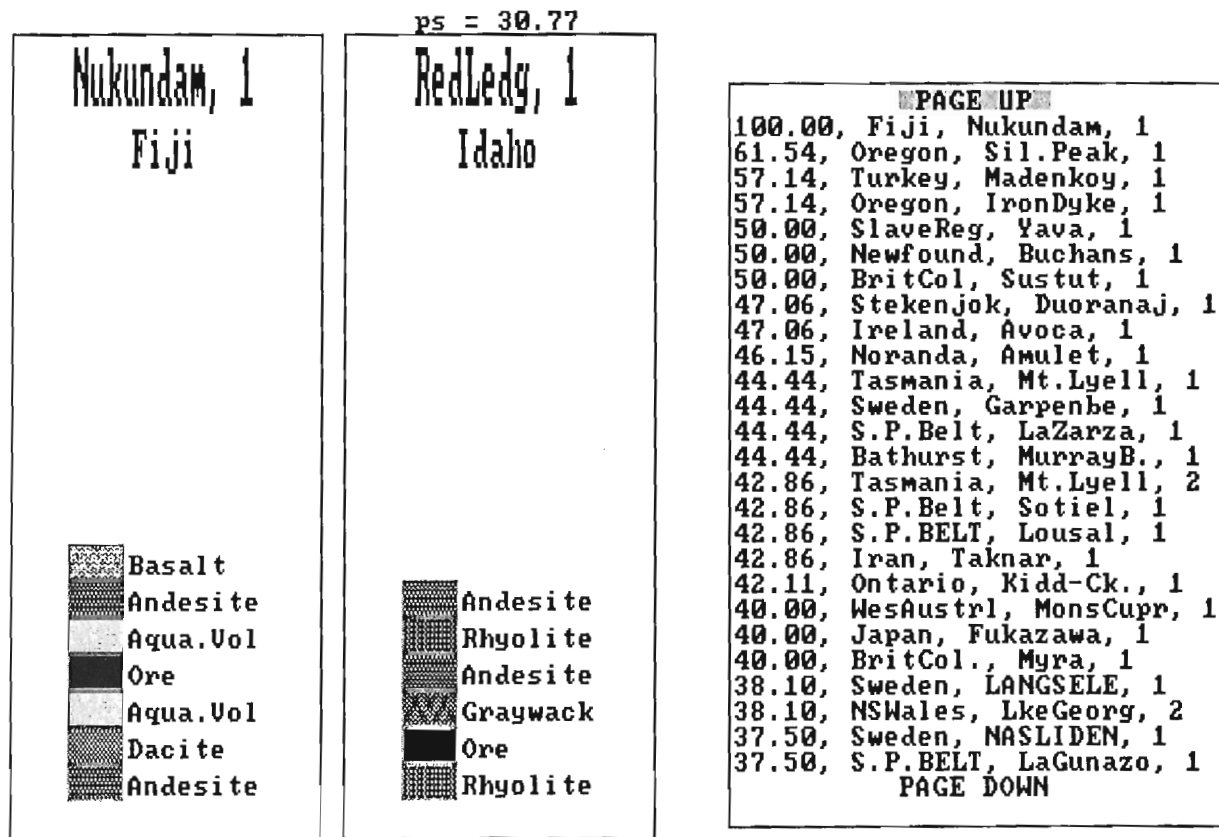 ps = 30.77
Nukundam, 1
Fiji
Basalt
Andesite
Aqua.Vol
Ore
Aqua.Vol
Dacite
Andesite
RedLedg, 1
Idaho
Andesite
Rhyolite
Andesite
Graywack
Ore
Rhyolite
PAGE UP
100.00, Fiji, Nukundam, 1
61.54, Oregon, Sil.Peak, 1
57.14, Turkey, Madenkoy, 1
57.14, Oregon, IronDyke, 1
50.00, SlaveReg, Yava, 1
50.00, Newfound, Buchans, 1
50.00, BritCol, Sustut, 1
47.06, Stekenjok, Duoranaj, 1
47.06, Ireland, Avoca, 1
46.15, Noranda, Amulet, 1
44.44, Tasmania, Mt.Lyell, 1
44.44, Sweden, Garpenbe, 1
44.44, S.P.Belt, LaZarza, 1
44.44, Bathurst, MurrayB., 1
42.86, Tasmania, Mt.Lyell, 2
42.86, S.P.Belt, Sotiel, 1
42.86, S.P.BELT, Lousal, 1
42.86, Iran, Taknar, 1
42.11, Ontario, Kidd-Ck., 1
40.00, WesAustrl, MonsCupr, 1
40.00, Japan, Fukazawa, 1
40.00, BritCol., Myra, 1
38.10, Sweden, LANGSELE, 1
38.10, NSWales, LkeGeorg, 2
37.50, Sweden, NASLIDEN, 1
37.50, S.P.BELT, LaGunazo, 1
PAGE DOWN